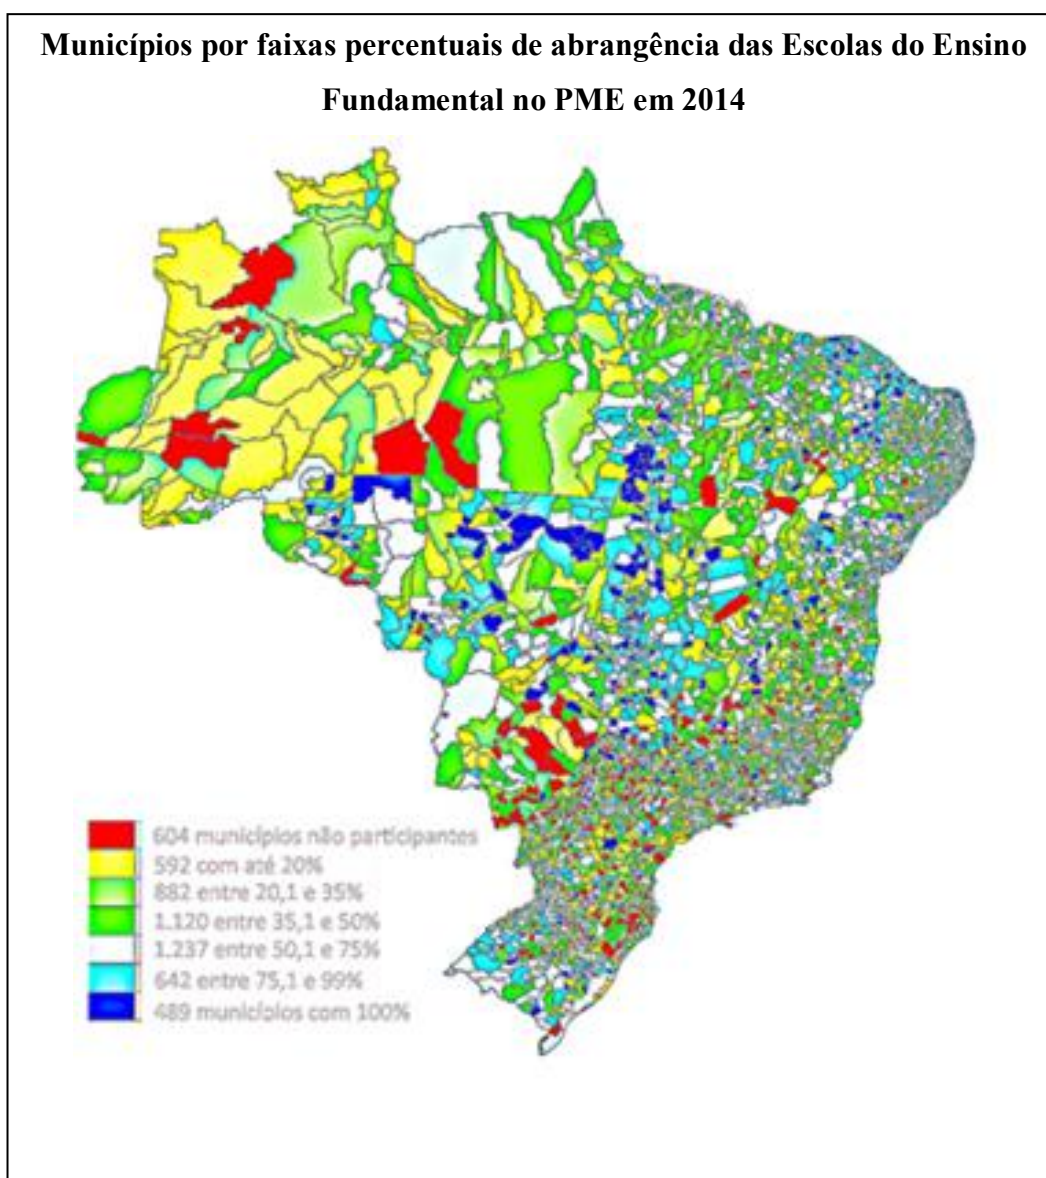 Municípios por faixas percentuais de abrangência das Escolas do Ensino
Fundamental no PME em 2014
604 municípios não participantes
592 com até 20%
882 entre 20,1 e 35%
1.120 entre 35,1 e 50%
1.237 entre 50,1 e 75%
642 entre 75,1 e 99%
489 municípios com 100%